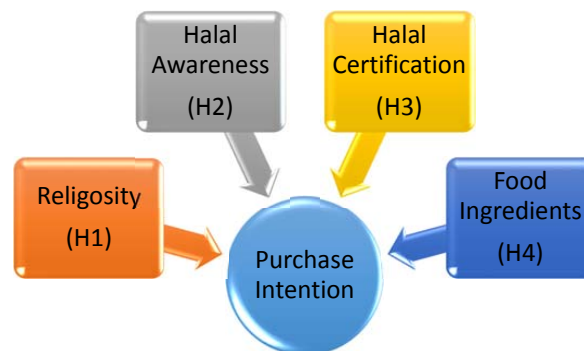 Halal
Awareness
(H2)
Halal
Certification
(H3)
Religosity
(H1)
Food
Ingredients
(H4)
Purchase
Intention